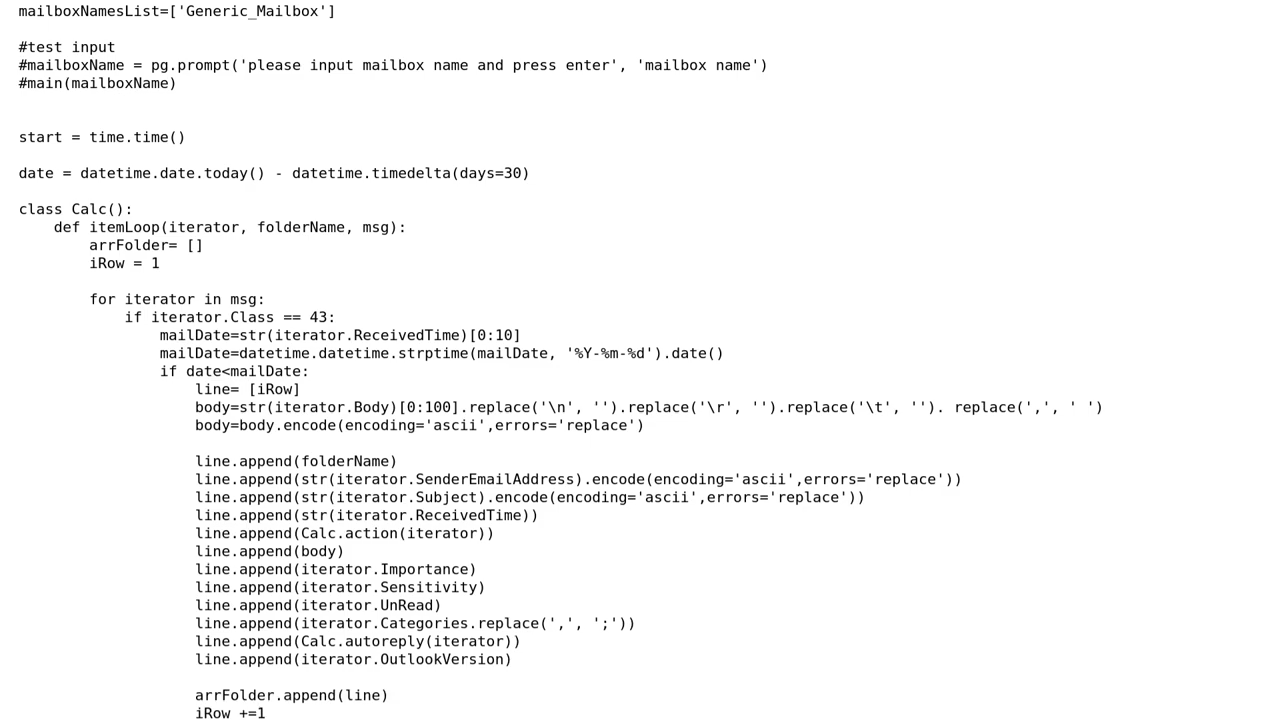 mailboxNamesList=['Generic_Mailbox']
#test input
#mailboxName = pg.prompt('please input mailbox name and press enter', 'mailbox name')
#main(mailboxName)
start = time.time()
date = datetime.date.today() - datetime.timedelta(days=30)
class Calc():
    def itemLoop(iterator, folderName, msg):
        arrFolder= []
        iRow = 1
        for iterator in msg:
            if iterator.Class == 43:
                mailDate=str(iterator.ReceivedTime)[0:10]
                mailDate=datetime.datetime.strptime(mailDate, '%Y-%m-%d').date()
                if date<mailDate:
                    line= [iRow]
                    body=str(iterator.Body)[0:100].replace('\n', '').replace('\r', '').replace('\t', ''). replace(',', ' ')
                    body=body.encode(encoding='ascii',errors='replace')
                    line.append(folderName)
                    line.append(str(iterator.SenderEmailAddress).encode(encoding='ascii',errors='replace'))
                    line.append(str(iterator.Subject).encode(encoding='ascii',errors='replace'))
                    line.append(str(iterator.ReceivedTime))
                    line.append(Calc.action(iterator))
                    line.append(body)
                    line.append(iterator.Importance)
                    line.append(iterator.Sensitivity)
                    line.append(iterator.UnRead)
                    line.append(iterator.Categories.replace(',', ';'))
                    line.append(Calc.autoreply(iterator))
                    line.append(iterator.OutlookVersion)
                    arrFolder.append(line)
                    iRow +=1